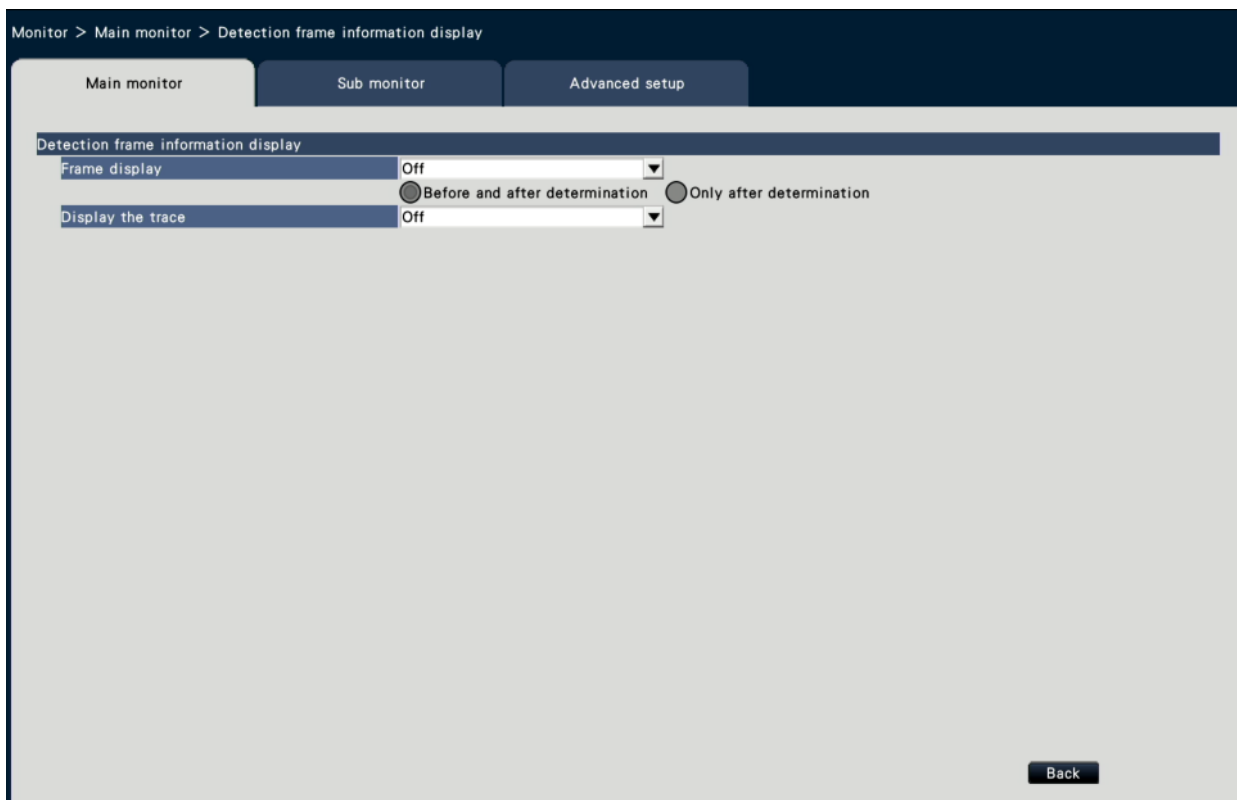 Monitor > Main monitor > Detection frame information display
Main monitor Sub monitor Advanced setup
Detection frame information display
Frame display Off
Before and after determination Only after determination
Display the trace Off
Back